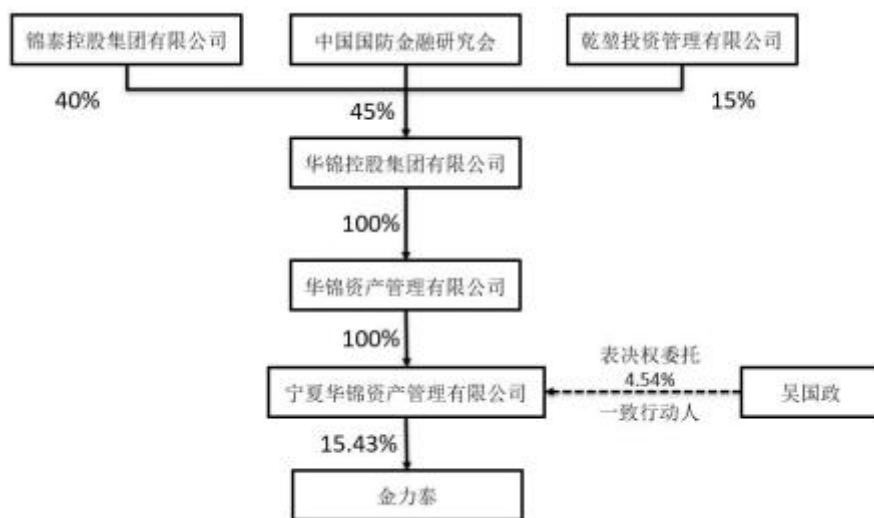 锦泰控股集团有限公司
中国国防金融研究会
乾堃投资管理有限公司
40%
45%
15%
华锦控股集团有限公司
100%
华锦资产管理有限公司
100%
表决权委托
4.54%
宁夏华锦资产管理有限公司
吴国政
一致行动人
15.43%
金力泰